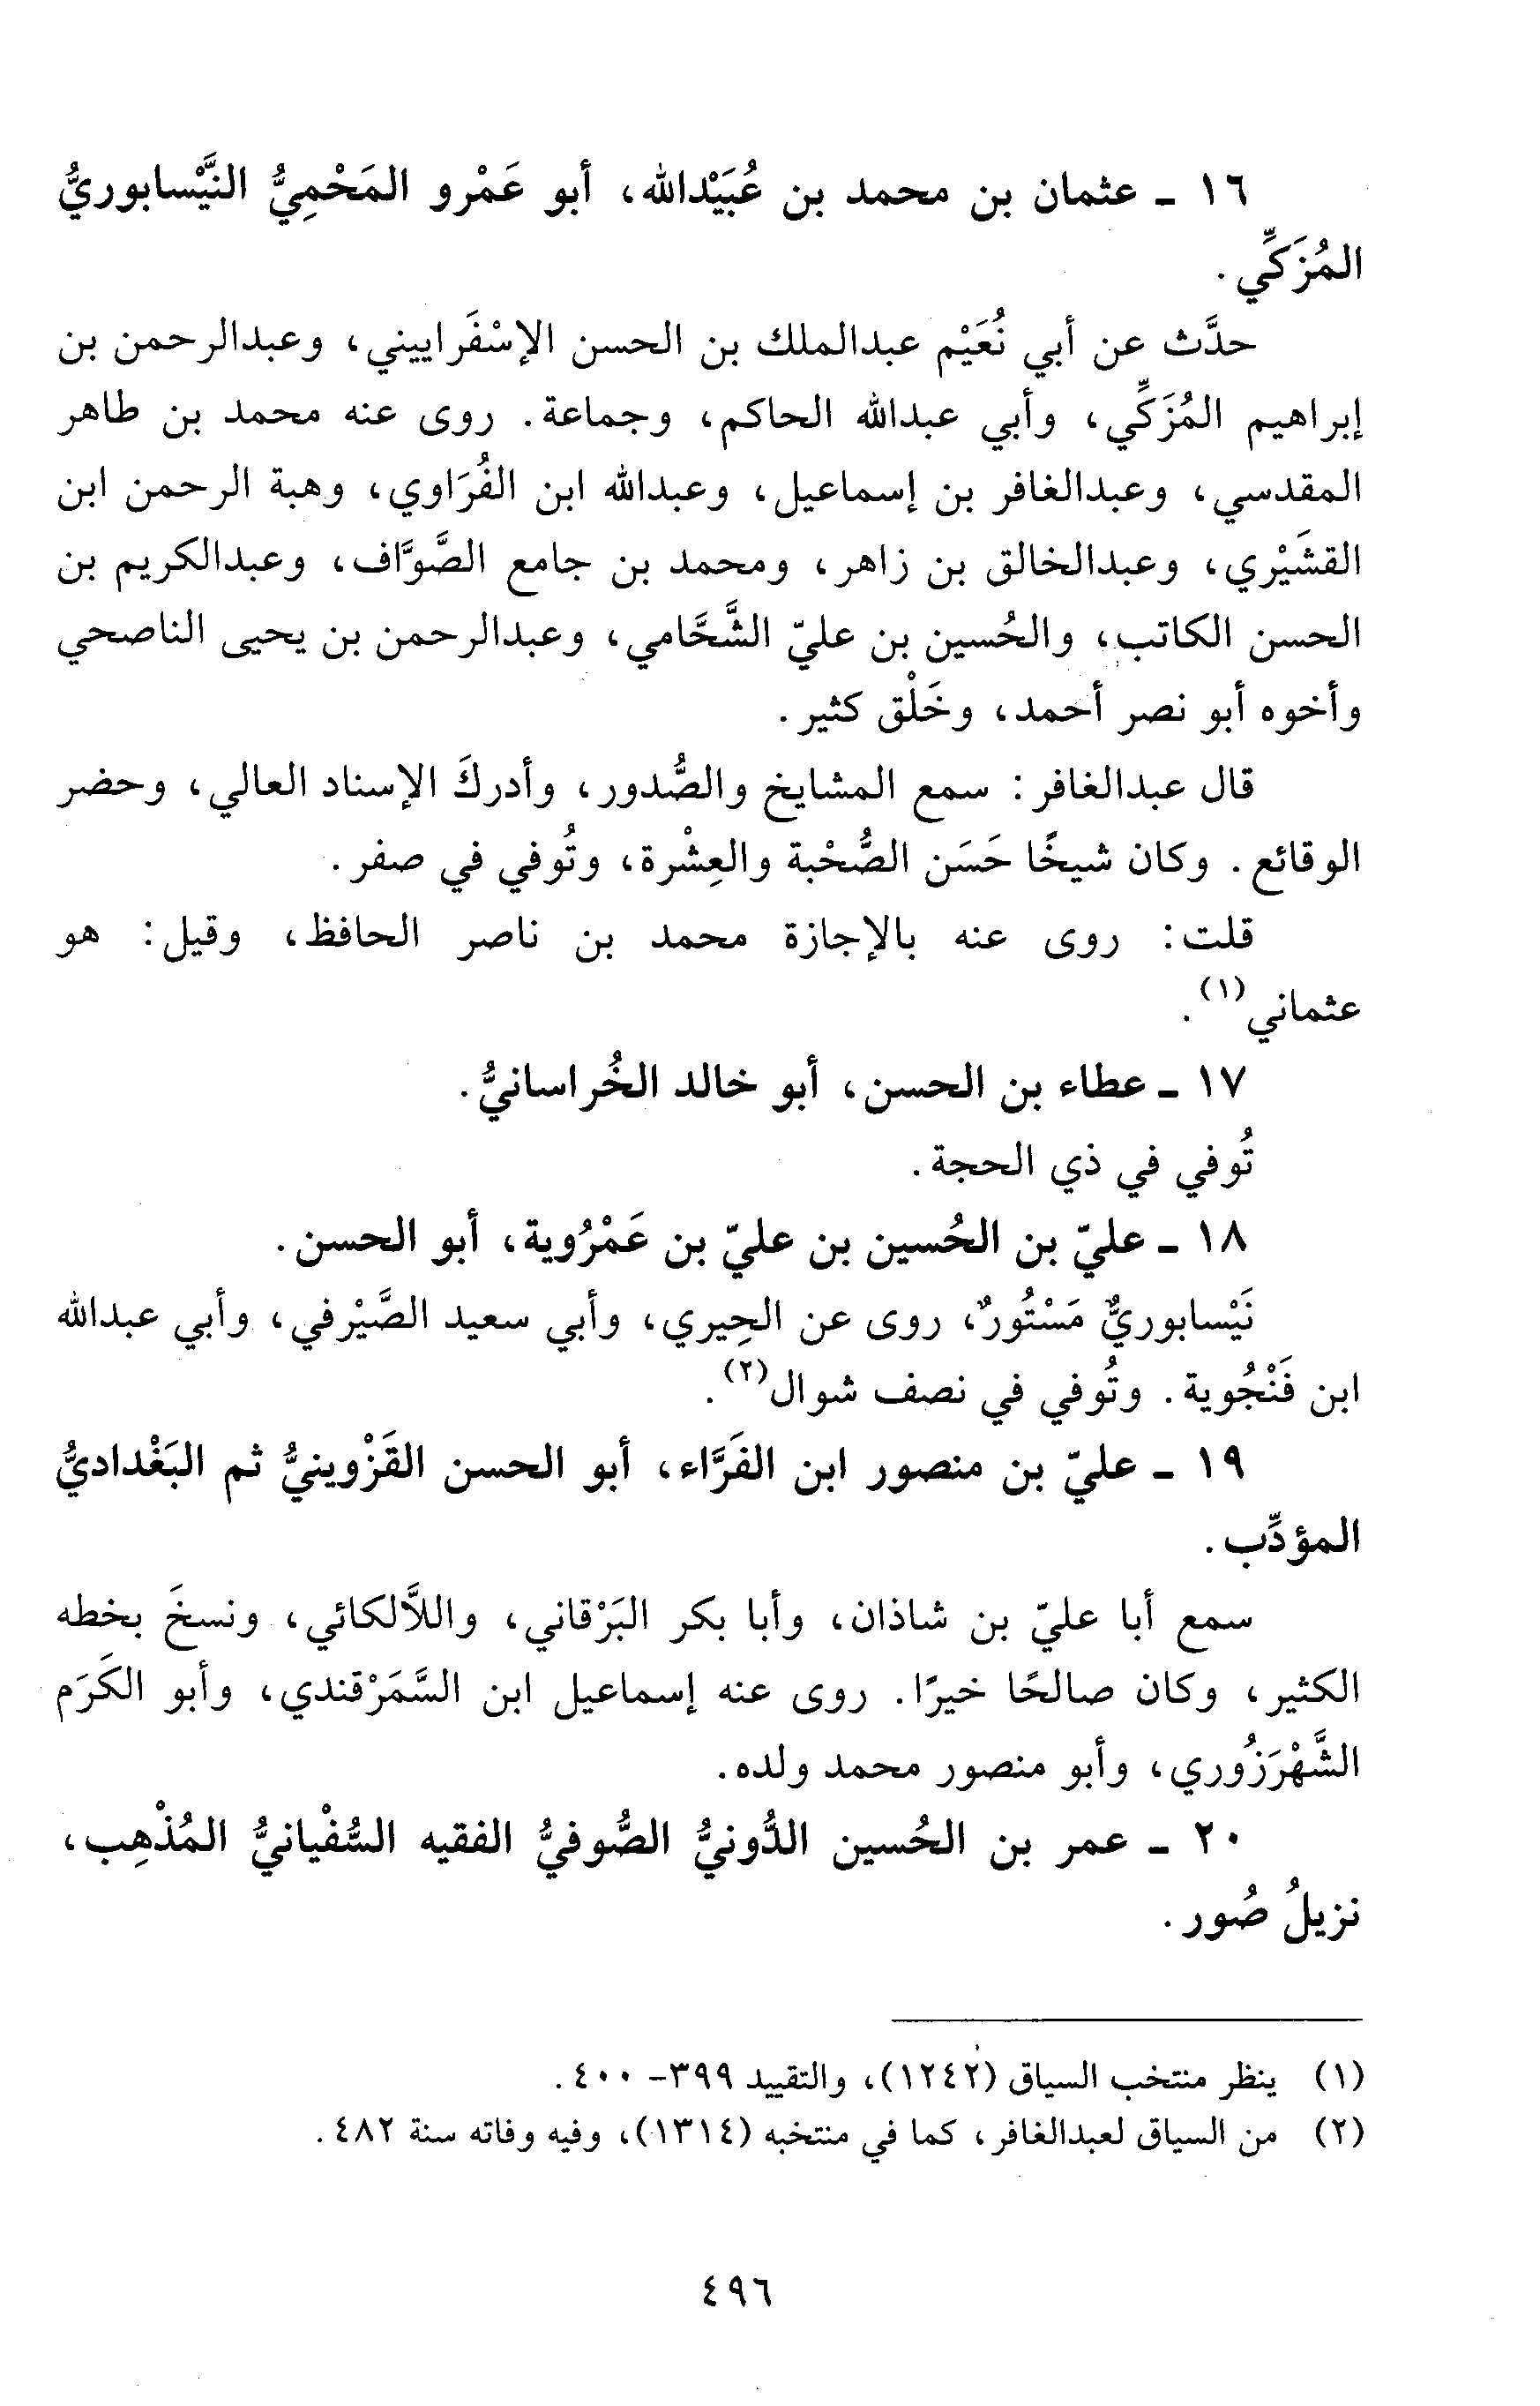 ١٦ ـ عثمان بن محمد بن عُبَيْدالله، أبو عَمْرو المَحْمِيُّ النَّيْسابوريُّ
المُزَكِّي.
حدَّث عن أبي نُعَيْم عبدالملك بن الحسن الإسْفَراييني، وعبدالرحمن بن
إبراهيم المُزَكِّي، وأبي عبدالله الحاكم، وجماعة. روى عنه محمد بن طاهر
المقدسي، وعبدالغافر بن إسماعيل، وعبدالله ابن الفُرَاوي، وهبة الرحمن ابن
القشَيْري، وعبدالخالق بن زاهر، ومحمد بن جامع الصَّوَّاف، وعبدالكريم بن
الحسن الكاتب، والحُسين بن عليّ الشَّحَّامي، وعبدالرحمن بن يحيى الناصحي
وأخوه أبو نصر أحمد، وخَلْق كثير.
قال عبدالغافر: سمع المشايخ والصُّدور، وأدركَ الإسناد العالي، وحضر
الوقائع. وكان شيخًا حَسَن الصُّحْبة والعِشْرة، وتُوفي في صفر.
قلت: روى عنه بالإجازة محمد بن ناصر الحافظ، وقيل: هو
عثماني(١).
١٧ ـ عطاء بن الحسن، أبو خالد الخُراسانيُّ.
تُوفي في ذي الحجة.
١٨ ـ عليّ بن الحُسين بن عليّ بن عَمْرُوية، أبو الحسن.
نَيْسابوريٌّ مَسْتُورٌ، روى عن الحِيري، وأبي سعيد الصَّيْرفي، وأبي عبدالله
ابن فَنْجُوية. وتُوفي في نصف شوال(٢).
١٩ ـ عليّ بن منصور ابن الفَرَّاء، أبو الحسن القَزْوينيُّ ثم البَغْداديُّ
المؤدِّب.
سمع أبا عليّ بن شاذان، وأبا بكر البَرْقاني، واللاَّلكائي، ونسخَ بخطه
الكثير، وكان صالحًا خيرًا. روى عنه إسماعيل ابن السَّمَرْقندي، وأبو الكَرَم
الشَّهْرَزُوري، وأبو منصور محمد ولده.
٢٠ ـ عمر بن الحُسين الدُّونيُّ الصُّوفيُّ الفقيه السُّفْيانيُّ المُذْهِب،
نزيلُ صُور.
(١) ينظر منتخب السياق (١٢٤٢)، والتقييد ٣٩٩- ٤٠٠.
(٢) من السياق لعبدالغافر، كما في منتخبه (١٣١٤)، وفيه وفاته سنة ٤٨٢.
٤٩٦